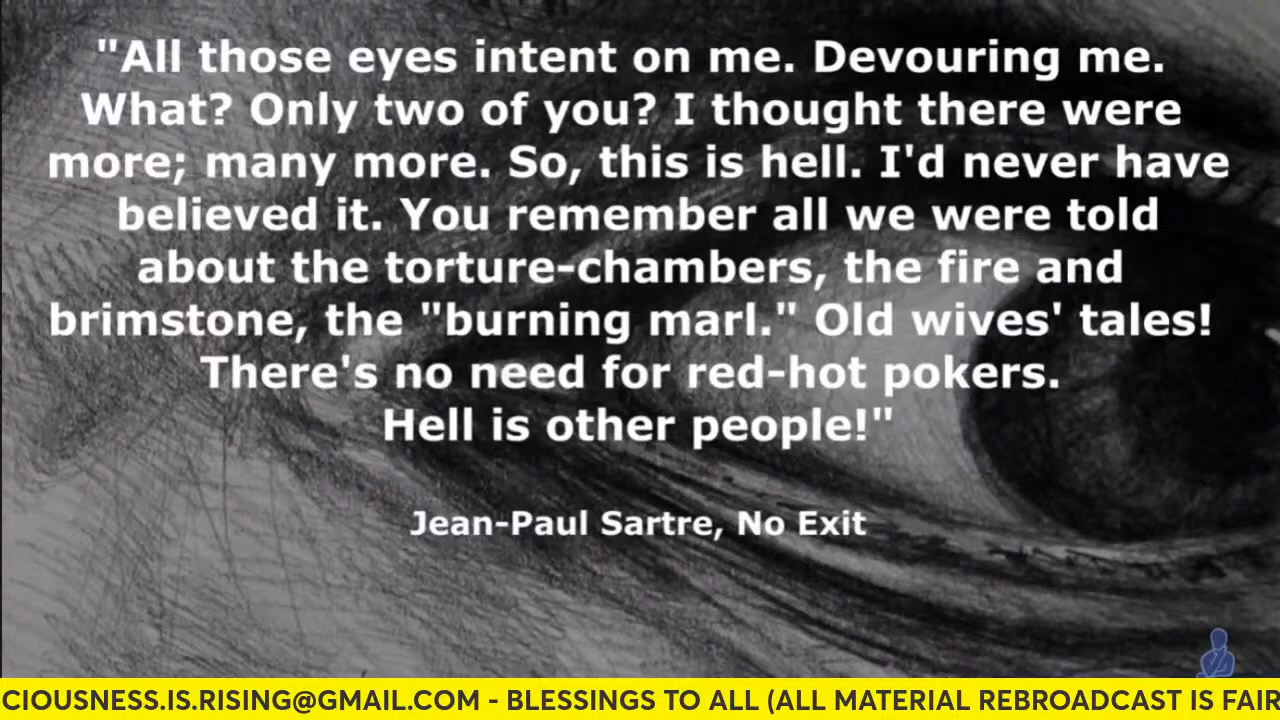 "All those eyes intent on me. Devouring me.
What? Only two of you? I thought there were
more; many more. So, this is hell. I'd never have
believed it. You remember all we were told
about the torture-chambers, the fire and
brimstone, the "burning marl." Old wives' tales!
There's no need for red-hot pokers.
Hell is other people!"
Jean-Paul Sartre, No Exit
CIOUSNESS.IS.RISING@GMAIL.COM - BLESSINGS TO ALL (ALL MATERIAL REBROADCAST IS FAIR